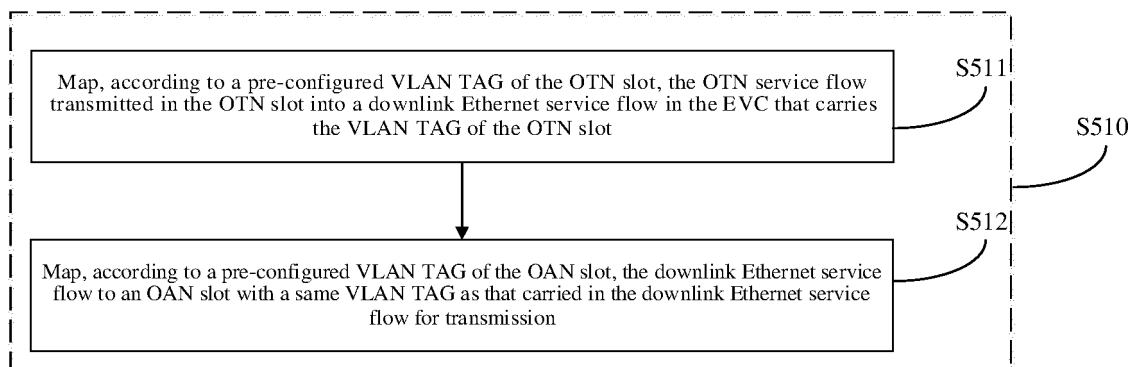 Map, according to a pre-configured VLAN TAG of the OTN slot, the OTN service flow
transmitted in the OTN slot into a downlink Ethernet service flow in the EVC that carries
the VLAN TAG of the OTN slot
S511
S510
S512
Map, according to a pre-configured VLAN TAG of the OAN slot, the downlink Ethernet service
flow to an OAN slot with a same VLAN TAG as that carried in the downlink Ethernet service
flow for transmission